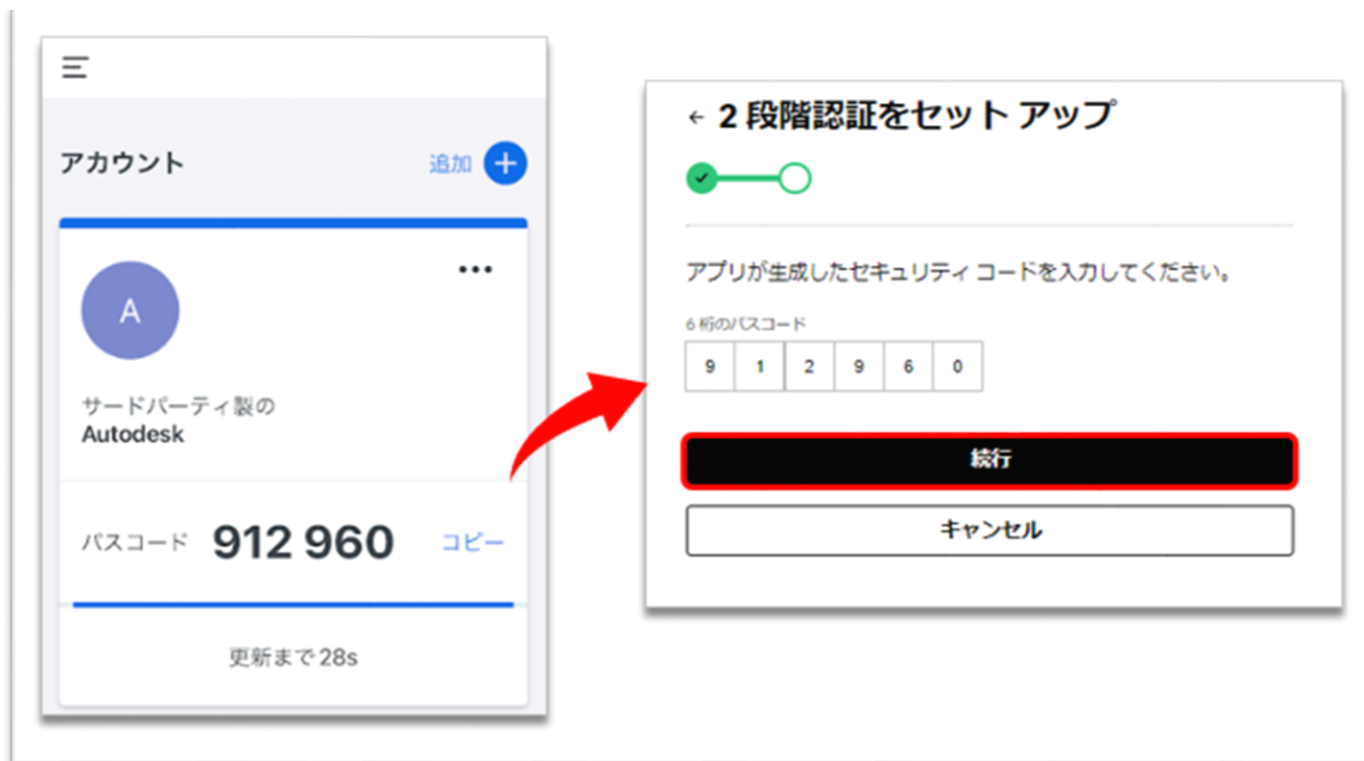 アカウント
追加
A
サードパーティ製の
Autodesk
パスコード 912 960 コピー
更新まで 28s
← 2 段階認証をセット アップ
アプリが生成したセキュリティ コードを入力してください。
6 桁のパスコード
9 1 2 9 6 0
続行
キャンセル